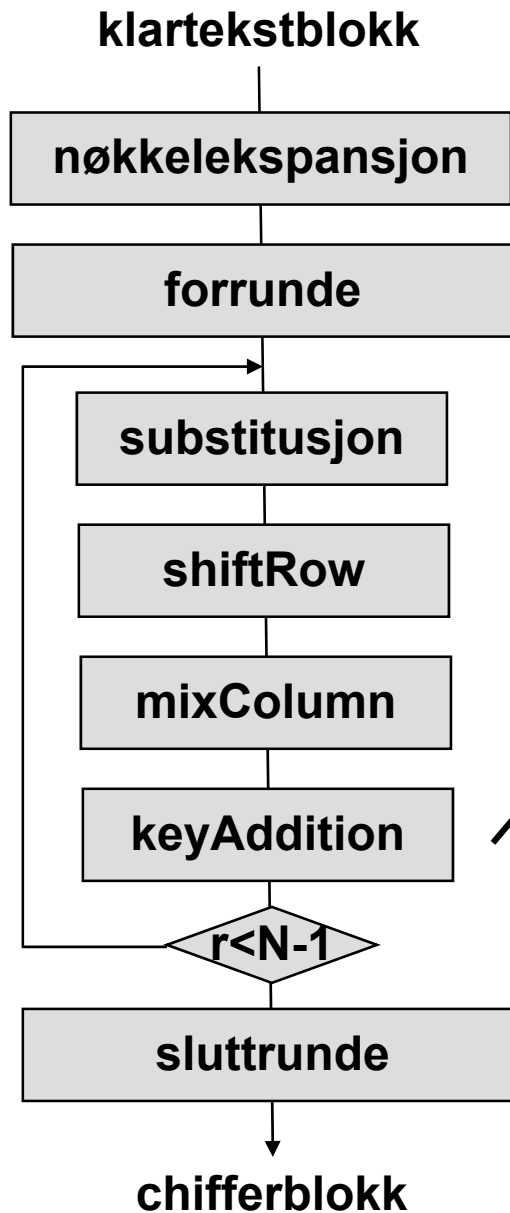 klartekstblokk
nøkkelekspansjon
forrunde
substitusjon
shiftRow
mixColumn
keyAddition
r<N-1
sluttrunde
chifferblokk